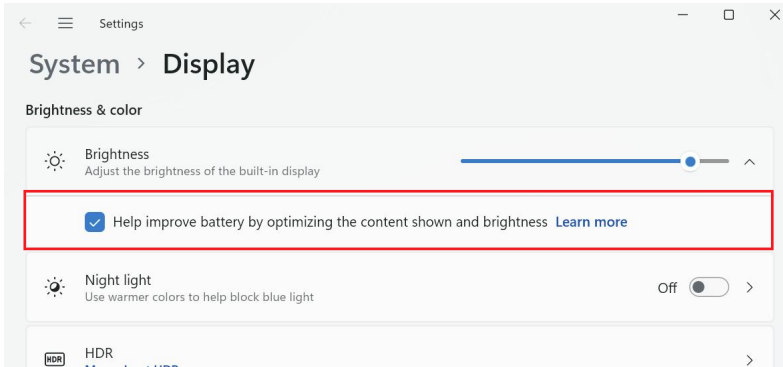 Settings
System > Display
Brightness & color
Brightness
Adjust the brightness of the built-in display
Help improve battery by optimizing the content shown and brightness Learn more
Night light
Off
Use warmer colors to help block blue light
HDR
HDR